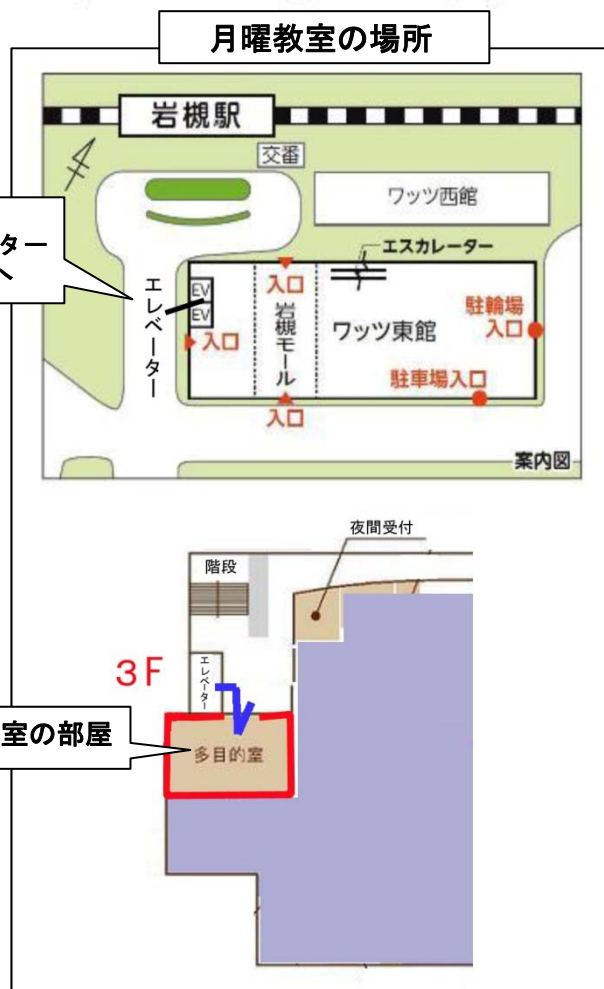 月曜教室の場所
岩槻駅
交番
ワッツ西館
ター
へ
エスカレーター
エレベーター
EV
EV
入口
入口
岩槻モール
ワッツ東館
駐輪場
入口
駐車場入口
入口
案内図
夜間受付
階段
3F
エレベーター
室の部屋
多目的室